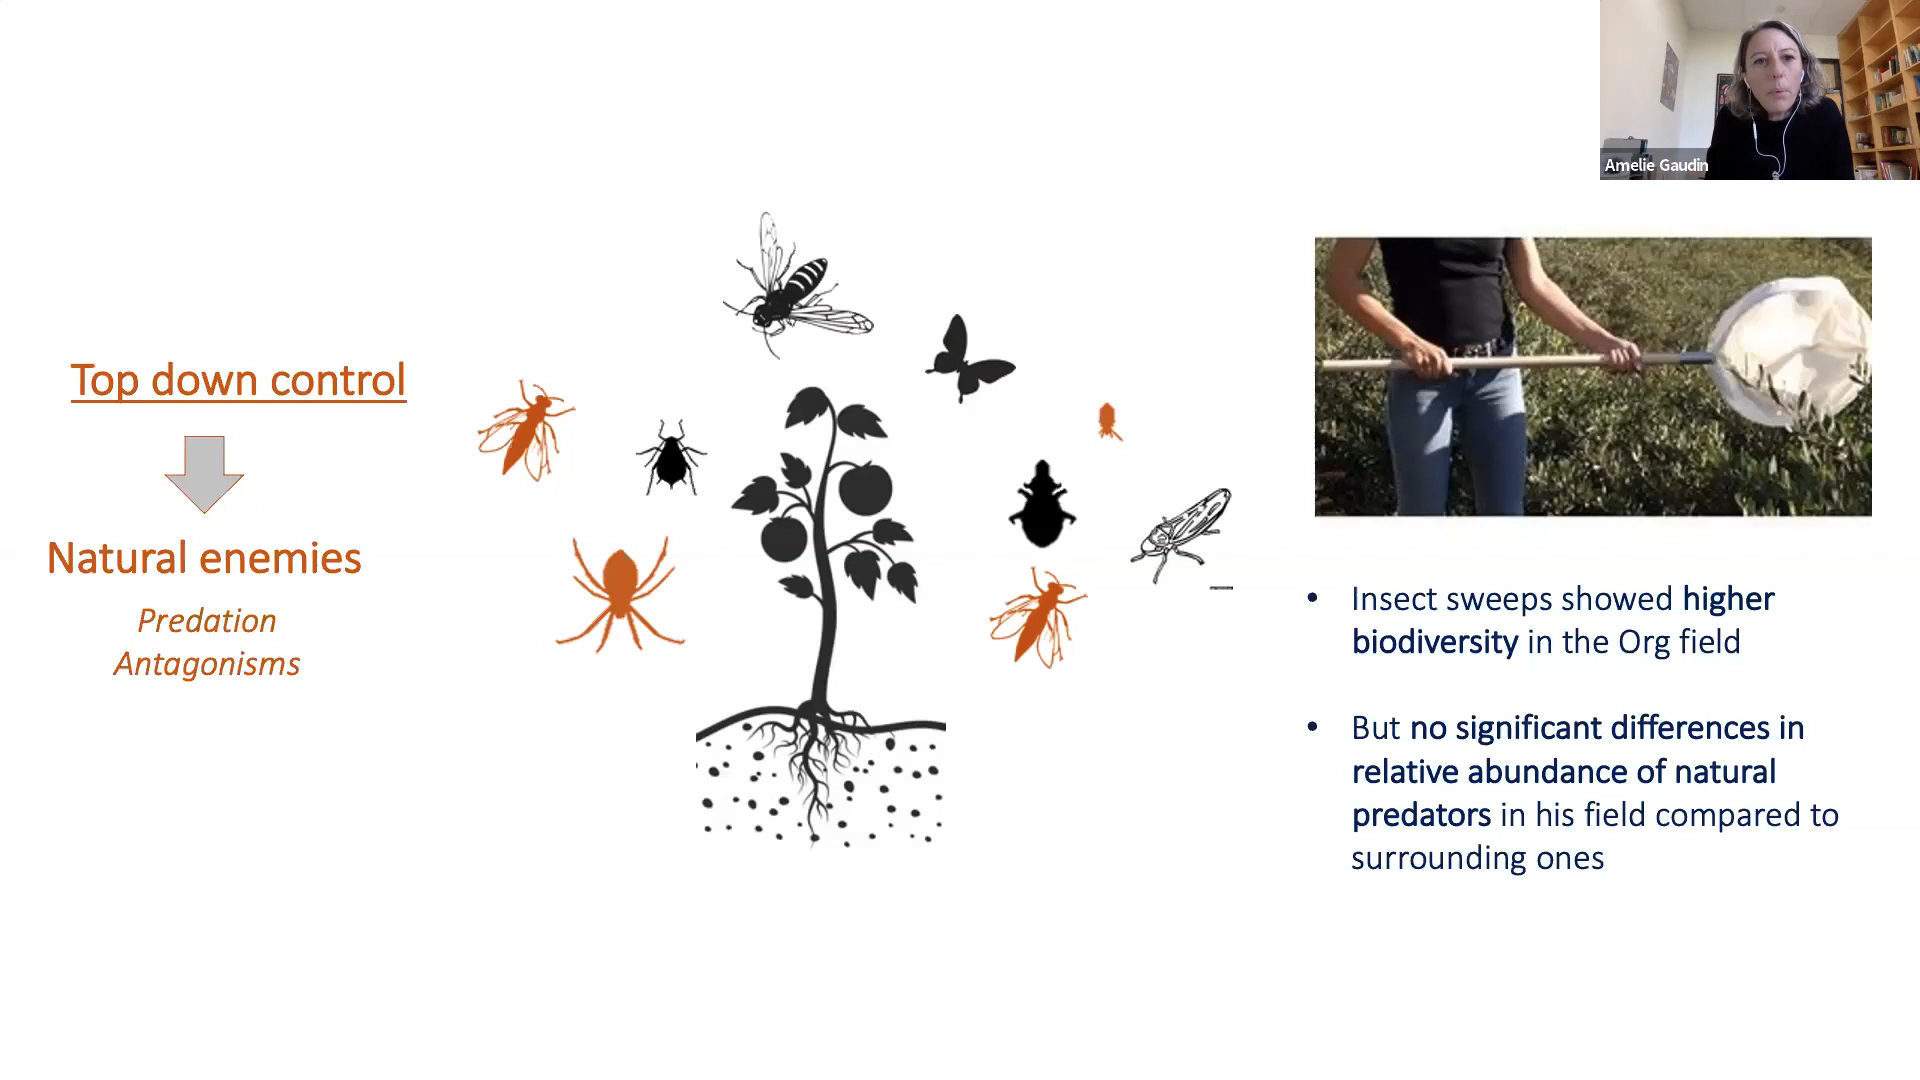 Amelie Gaudin
Top down control
Natural enemies
Predation
Antagonisms
• Insect sweeps showed higher
biodiversity in the Org field
• But no significant differences in
relative abundance of natural
predators in his field compared to
surrounding ones